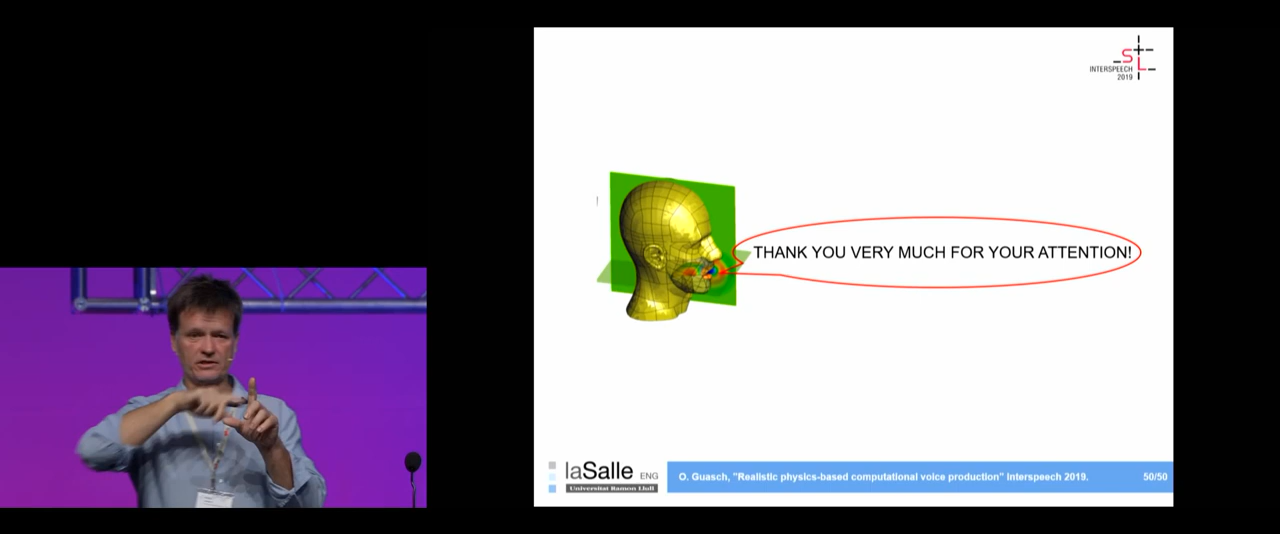 S
L
INTERSPEECH
2019
THANK YOU VERY MUCH FOR YOUR ATTENTION!
laSalle ENG
Universitat Ramon Llull
O. Guasch, "Realistic physics-based computational voice production" Interspeech 2019.
50/50